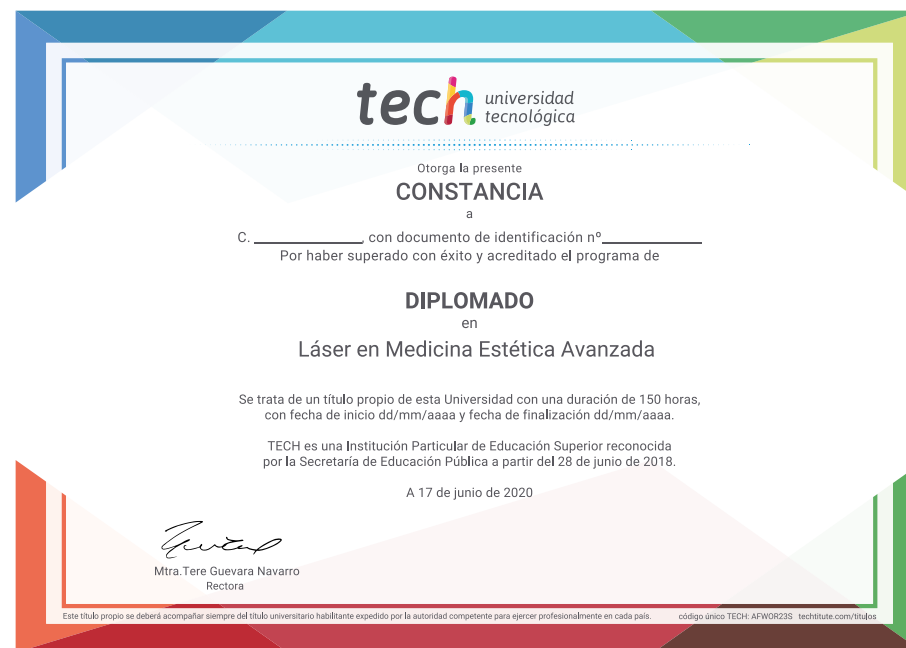 tech universidad
tecnológica
Otorga la presente
CONSTANCIA
a
C. ____________, con documento de identificación nº____________
Por haber superado con éxito y acreditado el programa de
DIPLOMADO
en
Láser en Medicina Estética Avanzada
Se trata de un título propio de esta Universidad con una duración de 150 horas,
con fecha de inicio dd/mm/aaaa y fecha de finalización dd/mm/aaaa.
TECH es una Institución Particular de Educación Superior reconocida
por la Secretaría de Educación Pública a partir del 28 de junio de 2018.
A 17 de junio de 2020
Mtra.Tere Guevara Navarro
Rectora
Este título propio se deberá acompañar siempre del título universitario habilitante expedido por la autoridad competente para ejercer profesionalmente en cada país. código único TECH: AFWOR23S techtitute.com/titulos